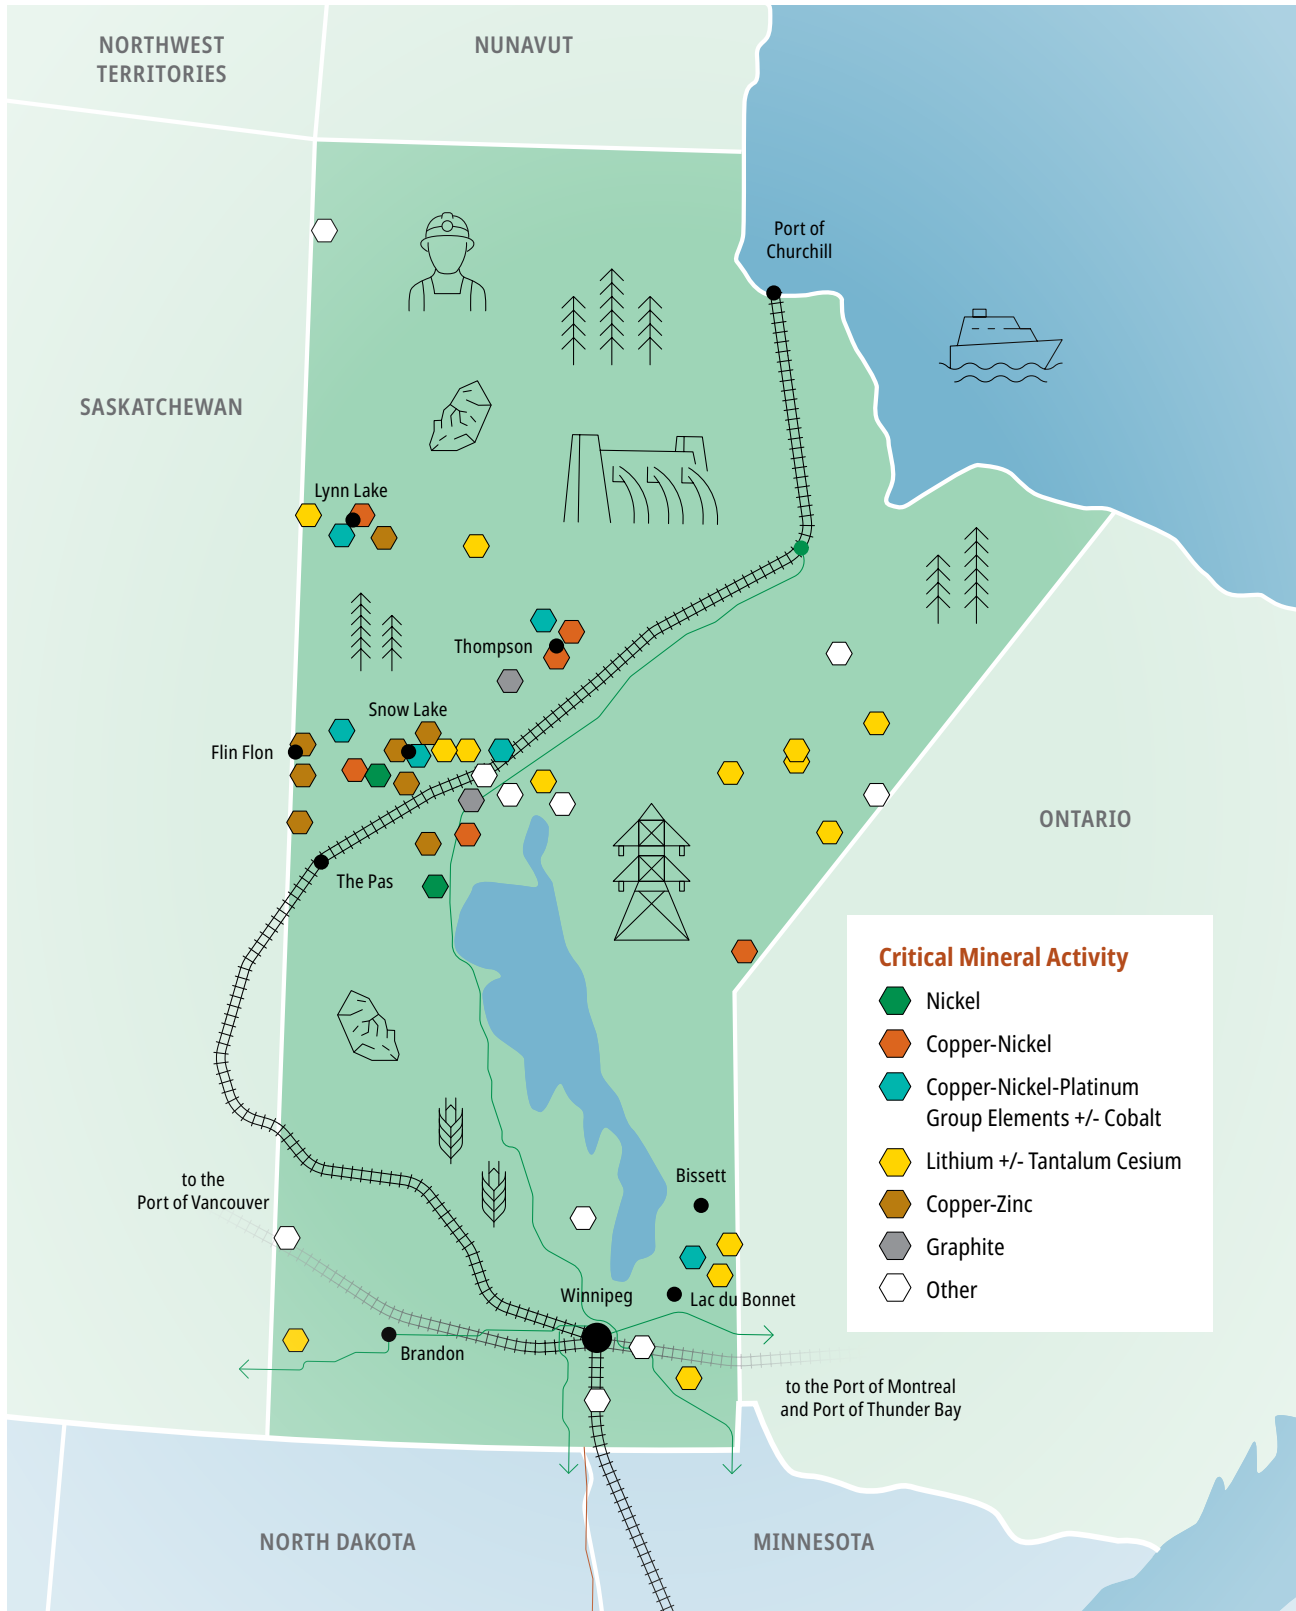 NORTHWEST
TERRITORIES
NUNAVUT
Port of
Churchill
SASKATCHEWAN
Lynn Lake
Thompson
Snow Lake
Flin Flon
The Pas
ONTARIO
Critical Mineral Activity
Nickel
Copper-Nickel
Copper-Nickel-Platinum
Group Elements +/- Cobalt
Lithium +/- Tantalum Cesium
Copper-Zinc
Graphite
Other
to the
Port of Vancouver
Bissett
Winnipeg
Lac du Bonnet
Brandon
to the Port of Montreal
and Port of Thunder Bay
NORTH DAKOTA
MINNESOTA